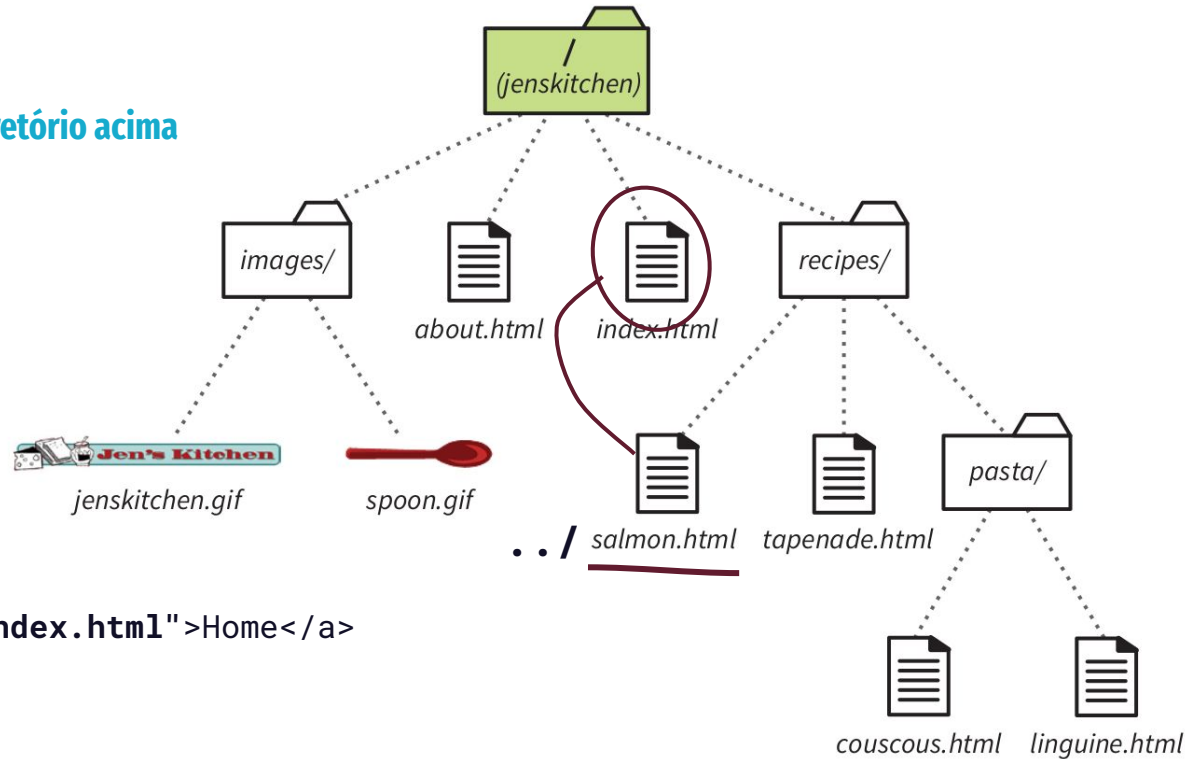 /
(jenskitchen)
retório acima
images/
recipes/
about.html
index.html
Jen's Kitchen
pasta/
jenskitchen.gif
spoon.gif
../
salmon.html
tapenade.html
ndex.html">Home</a>
couscous.html
linguine.html